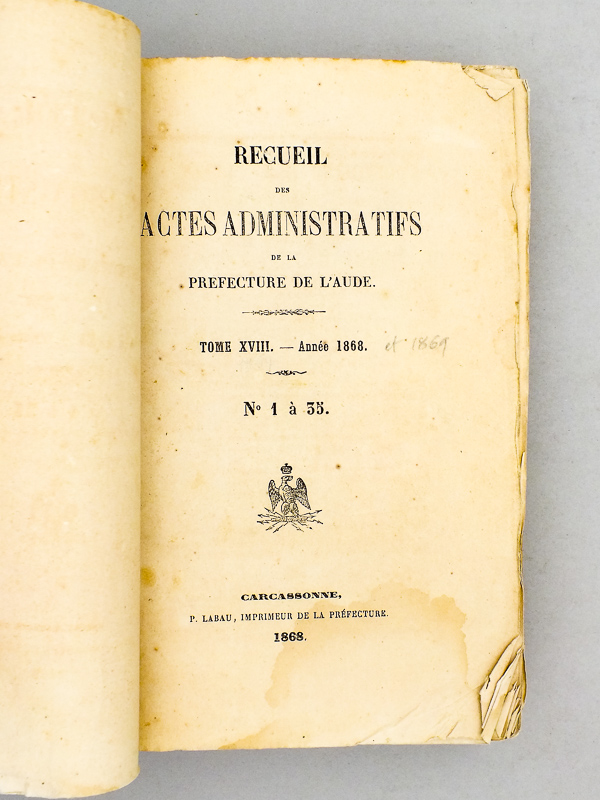 RECUEIL
DES
ACTES ADMINISTRATIFS
DE LA
PREFECTURE DE L'AUDE.
TOME XVIII. — Année 1868. et 1869
Nº 1 à 35.
CARCASSONNE,
P. LABAU, IMPRIMEUR DE LA PRÉFECTURE.
1868.